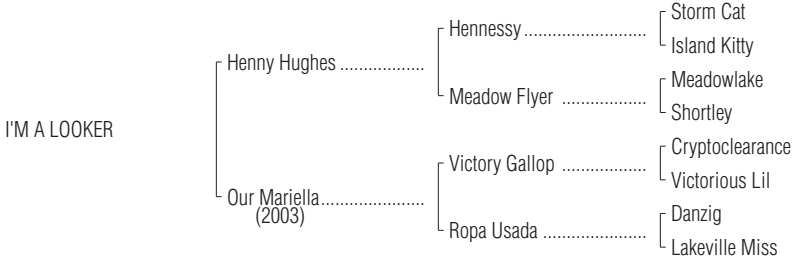 Storm Cat
Hennessy ..........................
Island Kitty
Henny Hughes ..................
Meadowlake
Meadow Flyer ..................
Shortley
I'M A LOOKER
Cryptoclearance
Victory Gallop ..................
Victorious Lil
Our Mariella......................
(2003)
Danzig
Ropa Usada ......................
Lakeville Miss